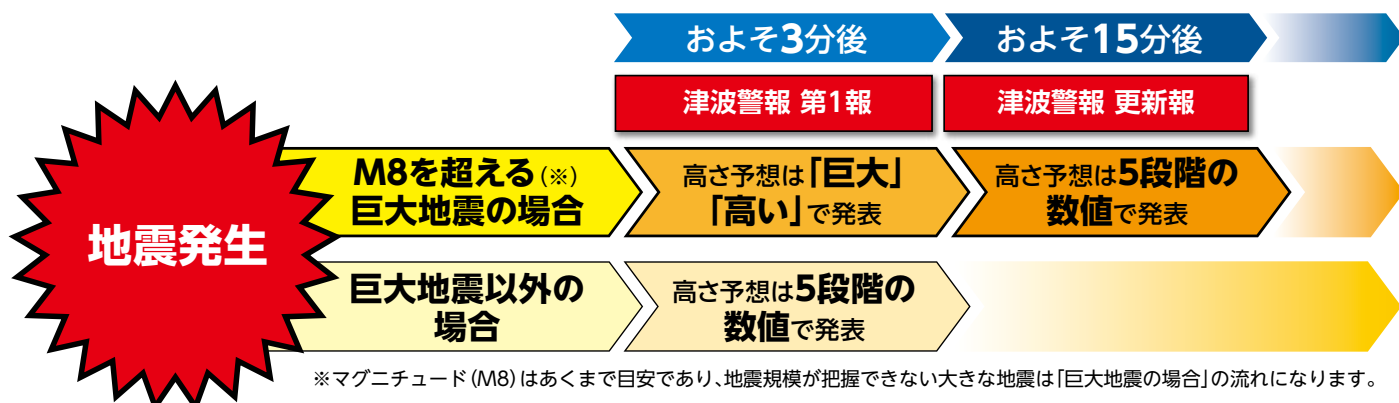 およそ3分後
およそ15分後
津波警報 第1報
津波警報 更新報
地震発生
M8を超える(※)
巨大地震の場合
高さ予想は「巨大」
「高い」で発表
高さ予想は5段階の
数値で発表
巨大地震以外の
場合
高さ予想は5段階の
数値で発表
※マグニチュード(M8)はあくまで目安であり、地震規模が把握できない大きな地震は「巨大地震の場合」の流れになります。